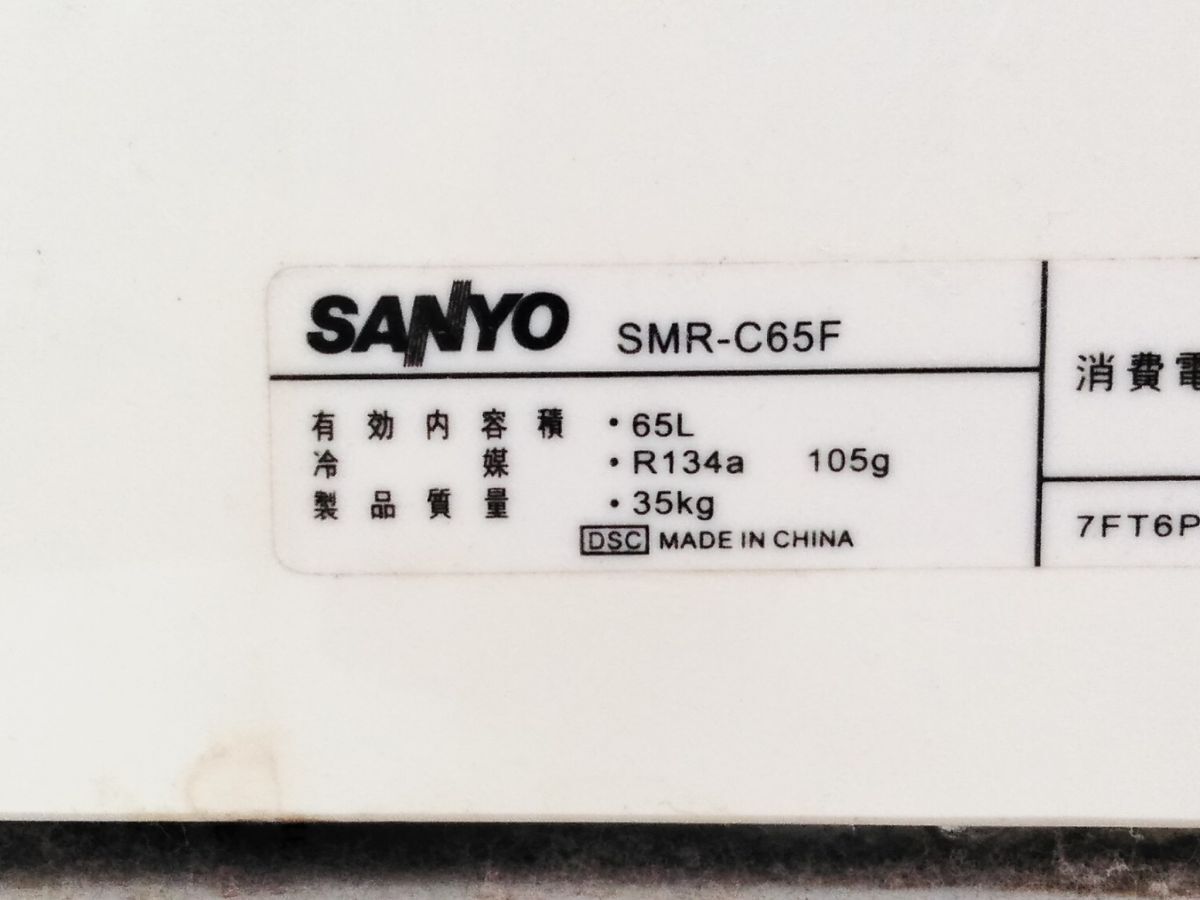 SANYO SMR-C65F
有効内容積 ・65L
冷媒 ・R134a 105g
製品質量 ・35kg
DSC MADE IN CHINA
消費電
7FT6P